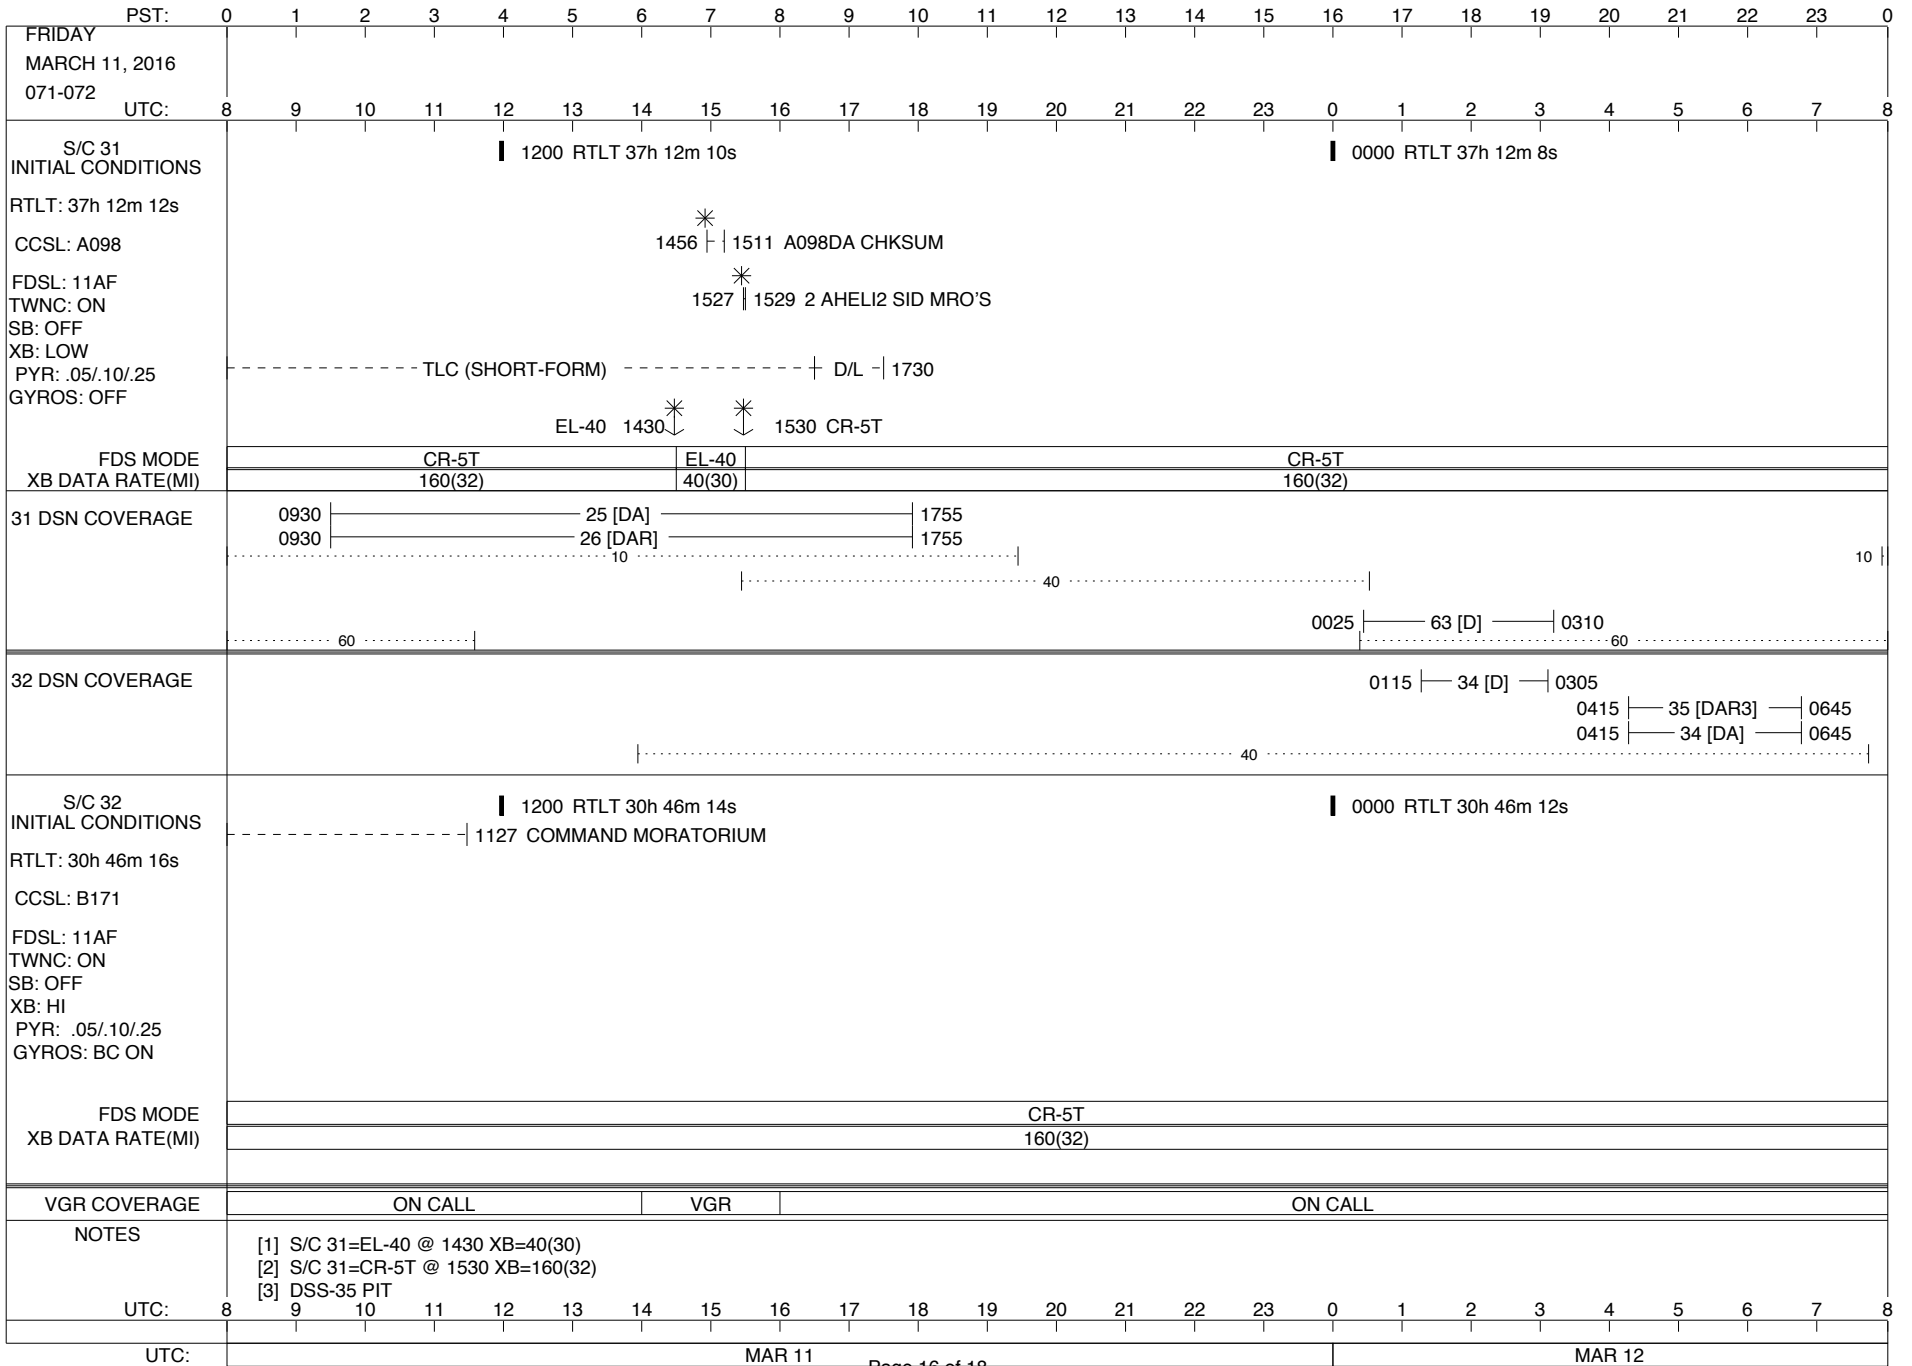 PST: 0 1 2 3 4 5 6 7 8 9 10 11 12 13 14 15 16 17 18 19 20 21 22 23 0
FRIDAY
MARCH 11, 2016
071-072
UTC: 8 9 10 11 12 13 14 15 16 17 18 19 20 21 22 23 0 1 2 3 4 5 6 7 8
S/C 31
INITIAL CONDITIONS
1200 RTLT 37h 12m 10s
0000 RTLT 37h 12m 8s
RTLT: 37h 12m 12s
CCSL: A098
1456 1511 A098DA CHKSUM
FDSL: 11AF
TWNC: ON
1527 1529 2 AHELI2 SID MRO'S
SB: OFF
XB: LOW
PYR: .05/.10/.25
TLC (SHORT-FORM) D/L 1730
GYROS: OFF
EL-40 1430 1530 CR-5T
FDS MODE CR-5T EL-40 CR-5T
XB DATA RATE(MI) 160(32) 40(30) 160(32)
31 DSN COVERAGE
0930 25 [DA] 1755
0930 26 [DAR] 1755
10 10
40
0025 63 [D] 0310
60 60
32 DSN COVERAGE
0115 34 [D] 0305
0415 35 [DAR3] 0645
0415 34 [DA] 0645
40
S/C 32
INITIAL CONDITIONS
1200 RTLT 30h 46m 14s
0000 RTLT 30h 46m 12s
1127 COMMAND MORATORIUM
RTLT: 30h 46m 16s
CCSL: B171
FDSL: 11AF
TWNC: ON
SB: OFF
XB: HI
PYR: .05/.10/.25
GYROS: BC ON
FDS MODE CR-5T
XB DATA RATE(MI) 160(32)
VGR COVERAGE ON CALL VGR ON CALL
NOTES
[1] S/C 31=EL-40 @ 1430 XB=40(30)
[2] S/C 31=CR-5T @ 1530 XB=160(32)
[3] DSS-35 PIT
UTC: 8 9 10 11 12 13 14 15 16 17 18 19 20 21 22 23 0 1 2 3 4 5 6 7 8
UTC: MAR 11 MAR 12
Page 16 of 18